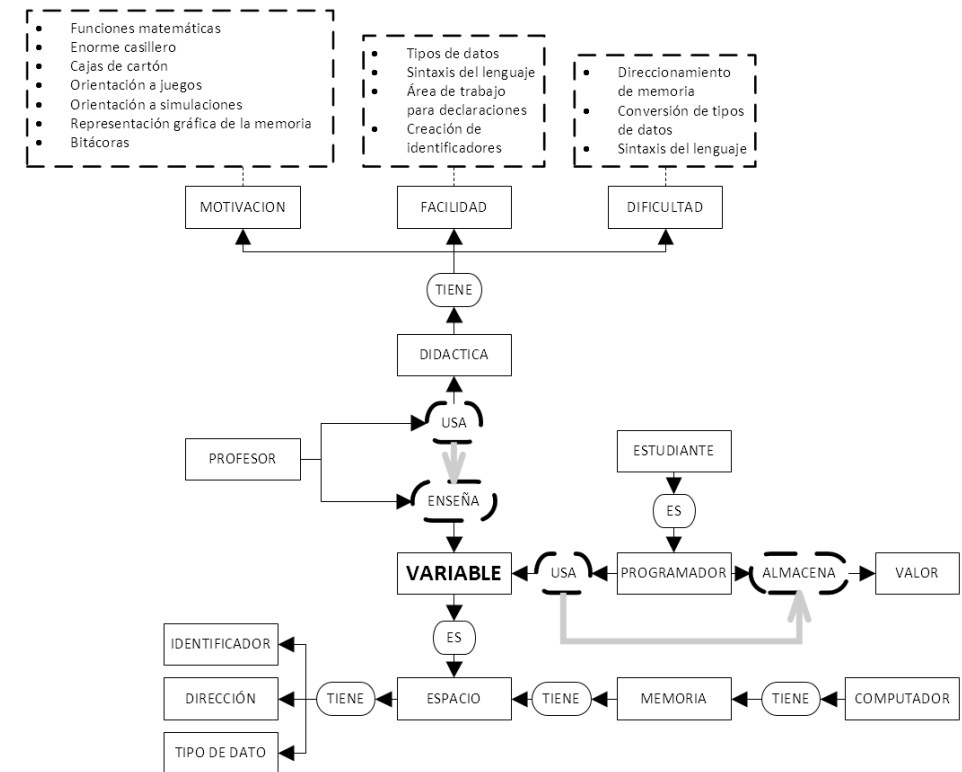 • Funciones matemáticas
• Enorme casillero
• Cajas de cartón
• Orientación a juegos
• Orientación a simulaciones
• Representación gráfica de la memoria
• Bitácoras
• Tipos de datos
• Sintaxis del lenguaje
• Área de trabajo
para declaraciones
• Creación de
identificadores
• Direccionamiento
de memoria
• Conversión de tipos
de datos
• Sintaxis del lenguaje
MOTIVACION
FACILIDAD
DIFICULTAD
TIENE
DIDACTICA
USA
PROFESOR
ENSEÑA
ESTUDIANTE
ES
VARIABLE
USA
PROGRAMADOR
ALMACENA
VALOR
ES
IDENTIFICADOR
DIRECCIÓN
TIPO DE DATO
TIENE
ESPACIO
TIENE
MEMORIA
TIENE
COMPUTADOR